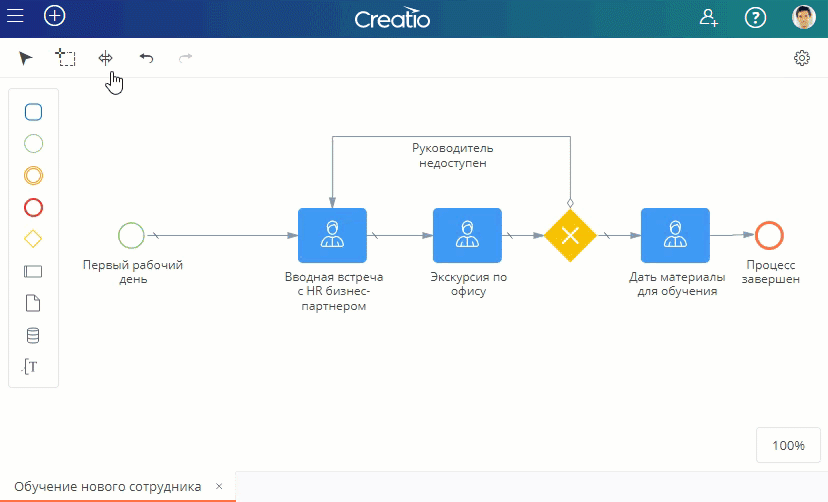 Creatio
Руководитель
недоступен
Первый рабочий
день
Вводная встреча
с HR бизнес-
партнером
Экскурсия по
офису
Дать материалы
для обучения
Процесс
завершен
100%
Обучение нового сотрудника ×